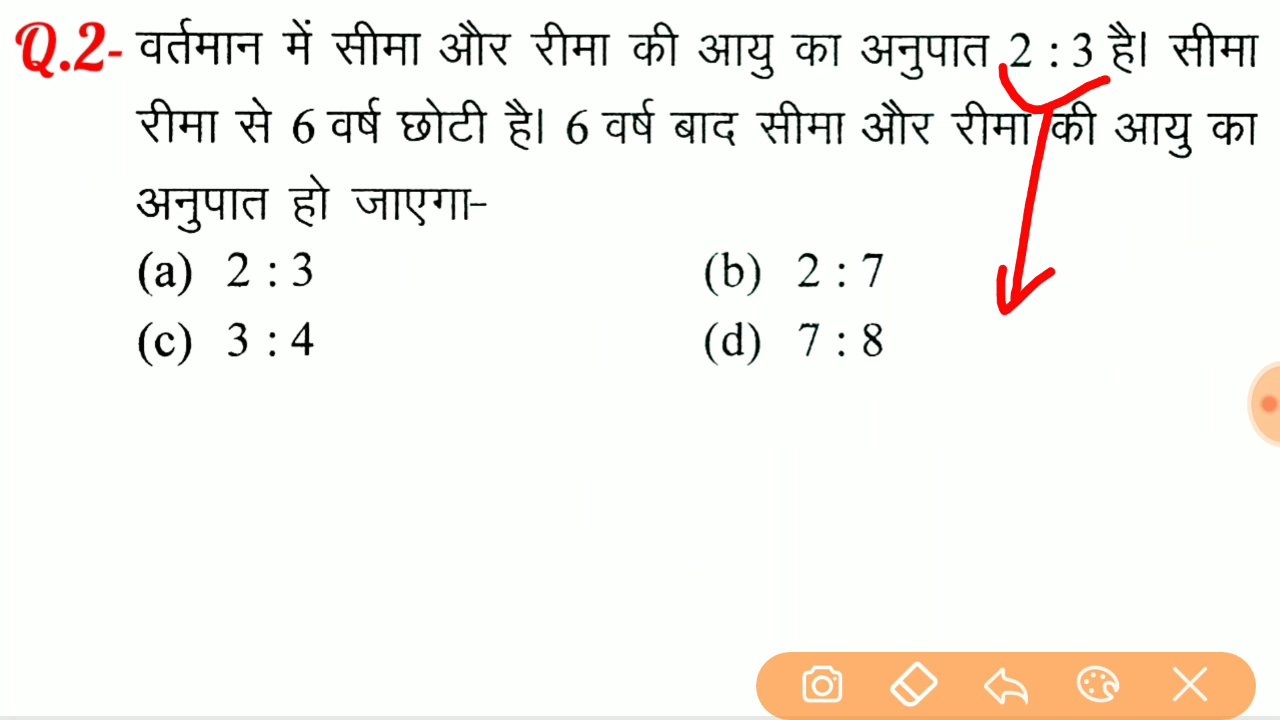 Q.2- वर्तमान में सीमा और रीमा की आयु का अनुपात 2 : 3 है। सीमा
रीमा से 6 वर्ष छोटी है। 6 वर्ष बाद सीमा और रीमा की आयु का
अनुपात हो जाएगा-
(a) 2 : 3 (b) 2 : 7
(c) 3 : 4 (d) 7 : 8